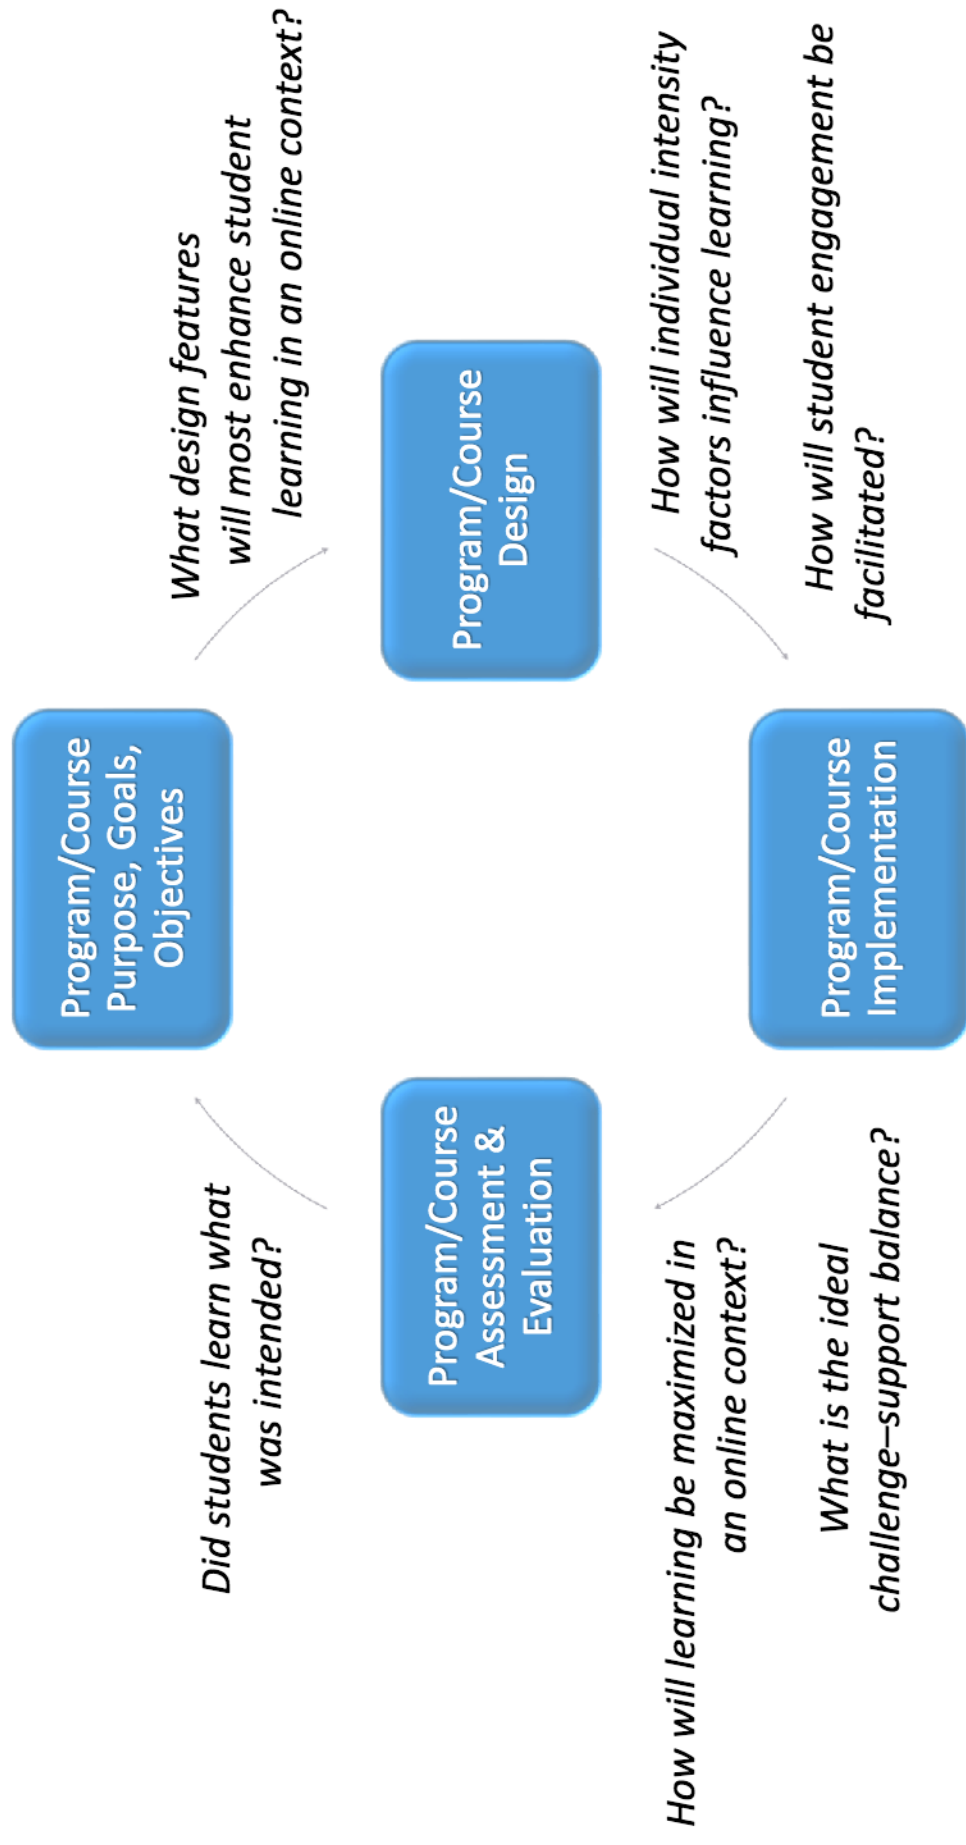 Program/Course
Purpose, Goals,
Objectives
What design features
will most enhance student
learning in an online context?
Program/Course
Design
How will individual intensity
factors influence learning?
How will student engagement be
facilitated?
Program/Course
Implementation
What is the ideal
challenge–support balance?
How will learning be maximized in
an online context?
Program/Course
Assessment &
Evaluation
Did students learn what
was intended?